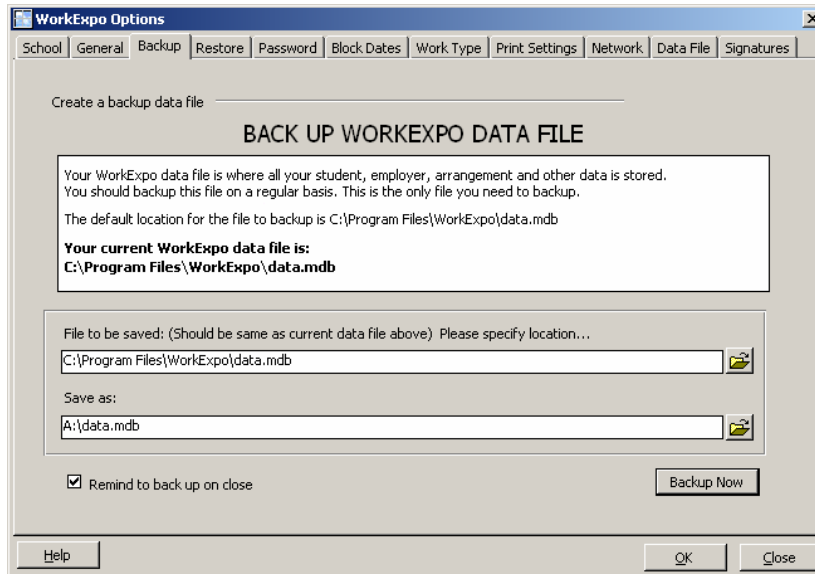 WorkExpo Options
School General Backup Restore Password Block Dates Work Type Print Settings Network Data File Signatures
Create a backup data file
BACK UP WORKEXPO DATA FILE
Your WorkExpo data file is where all your student, employer, arrangement and other data is stored.
You should backup this file on a regular basis. This is the only file you need to backup.
The default location for the file to backup is C:\Program Files\WorkExpo\data.mdb
Your current WorkExpo data file is:
C:\Program Files\WorkExpo\data.mdb
File to be saved: (Should be same as current data file above) Please specify location...
C:\Program Files\WorkExpo\data.mdb
Save as:
A:\data.mdb
Remind to back up on close
Backup Now
Help
OK
Close